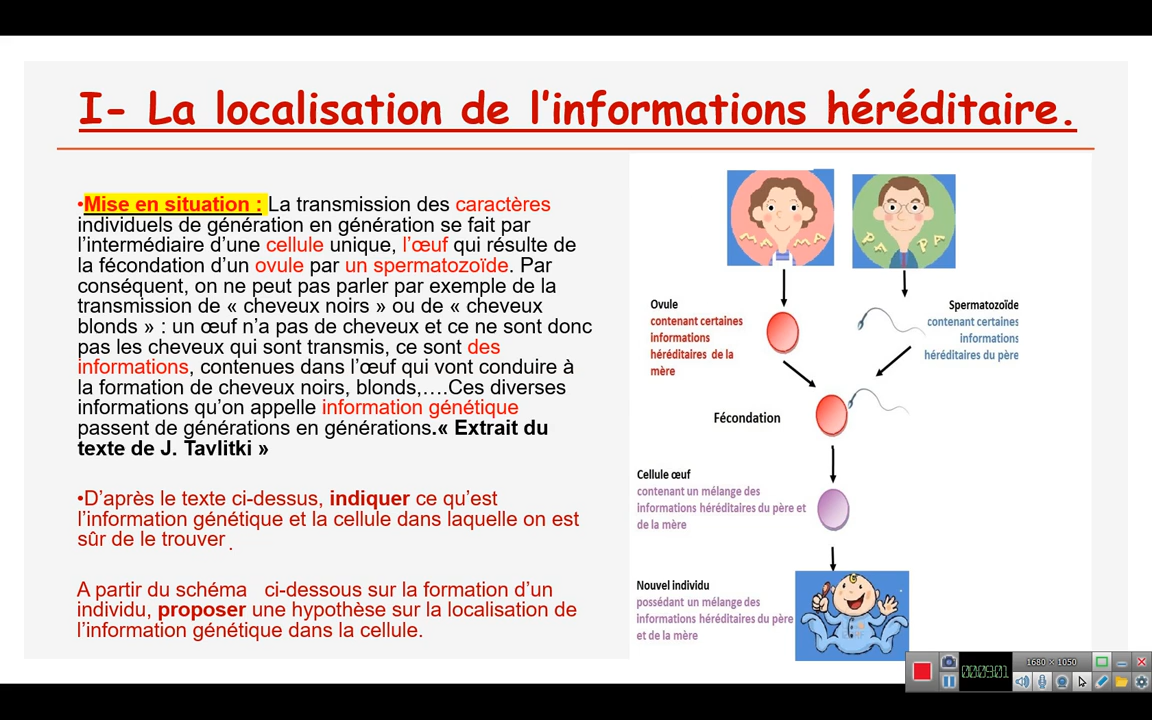 I- La localisation de l'informations héréditaire.
•Mise en situation : La transmission des caractères
individuels de génération en génération se fait par
l'intermédiaire d'une cellule unique, l'œuf qui résulte de
la fécondation d'un ovule par un spermatozoïde. Par
conséquent, on ne peut pas parler par exemple de la
transmission de « cheveux noirs » ou de « cheveux
blonds » : un œuf n'a pas de cheveux et ce ne sont donc
pas les cheveux qui sont transmis, ce sont des
informations, contenues dans l'œuf qui vont conduire à
la formation de cheveux noirs, blonds,….Ces diverses
informations qu'on appelle information génétique
passent de générations en générations.« Extrait du
texte de J. Tavlitki »
•D'après le texte ci-dessus, indiquer ce qu'est
l'information génétique et la cellule dans laquelle on est
sûr de le trouver .
A partir du schéma ci-dessous sur la formation d'un
individu, proposer une hypothèse sur la localisation de
l'information génétique dans la cellule.
MAMA
PAPA
Ovule
contenant certaines
informations
héréditaires de la
mère
Spermatozoïde
contenant certaines
informations
héréditaires du père
Fécondation
Cellule œuf
contenant un mélange des
informations héréditaires du père et
de la mère
Nouvel individu
possédant un mélange des
informations héréditaires du père
et de la mère
1680 × 1050
00:09:01